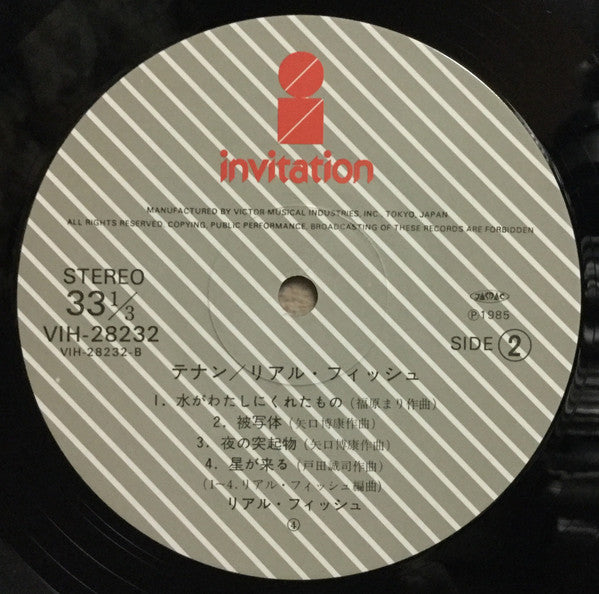 invitation
MANUFACTURED BY VICTOR MUSICAL INDUSTRIES, INC. TOKYO, JAPAN
ALL RIGHTS RESERVED. COPYING, PUBLIC PERFORMANCE, BROADCASTING OF THESE RECORDS ARE FORBIDDEN
STEREO
33 1/3
VIH-28232
VIH-28232-B
JASRAC
Ⓟ1985
SIDE ②
テナン／リアル・フィッシュ
1. 水がわたしにくれたもの（福原まり作曲）
2. 被写体（矢口博康作曲）
3. 夜の突起物（矢口博康作曲）
4. 星が来る（戸田誠司作曲）
（1〜4. リアル・フィッシュ編曲）
リアル・フィッシュ
④